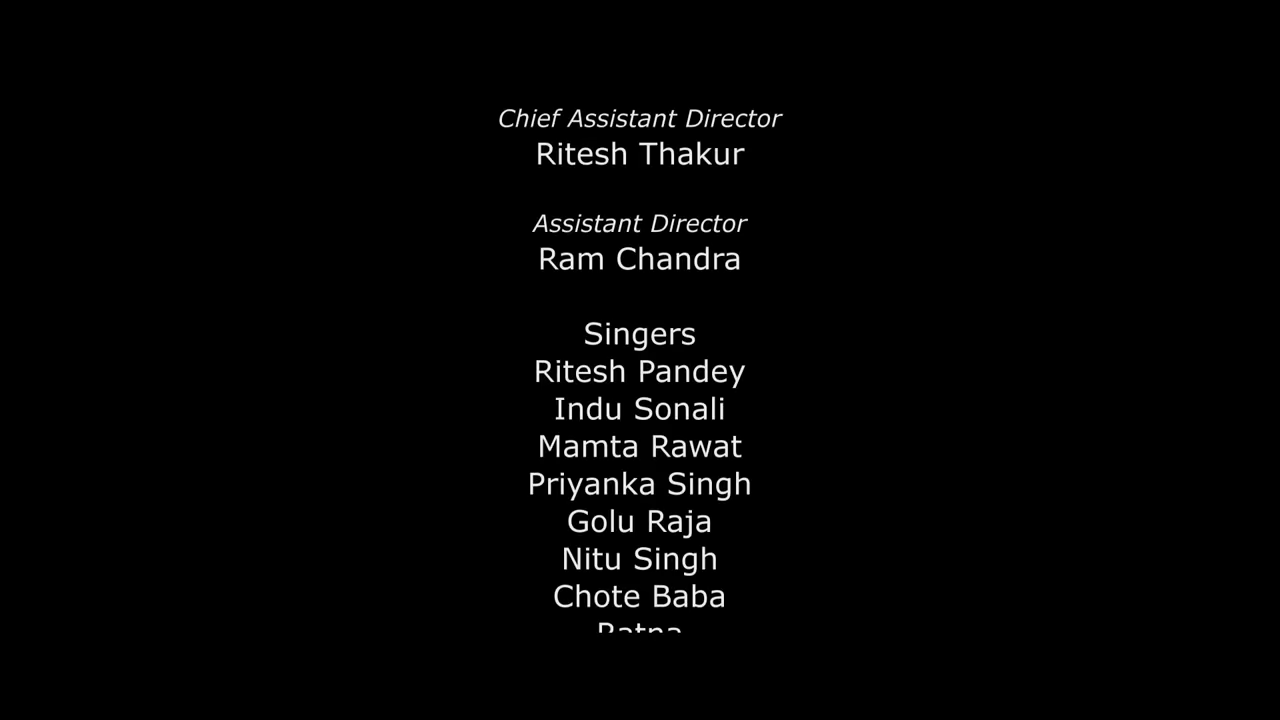 Chief Assistant Director
Ritesh Thakur
Assistant Director
Ram Chandra
Singers
Ritesh Pandey
Indu Sonali
Mamta Rawat
Priyanka Singh
Golu Raja
Nitu Singh
Chote Baba
Ratna